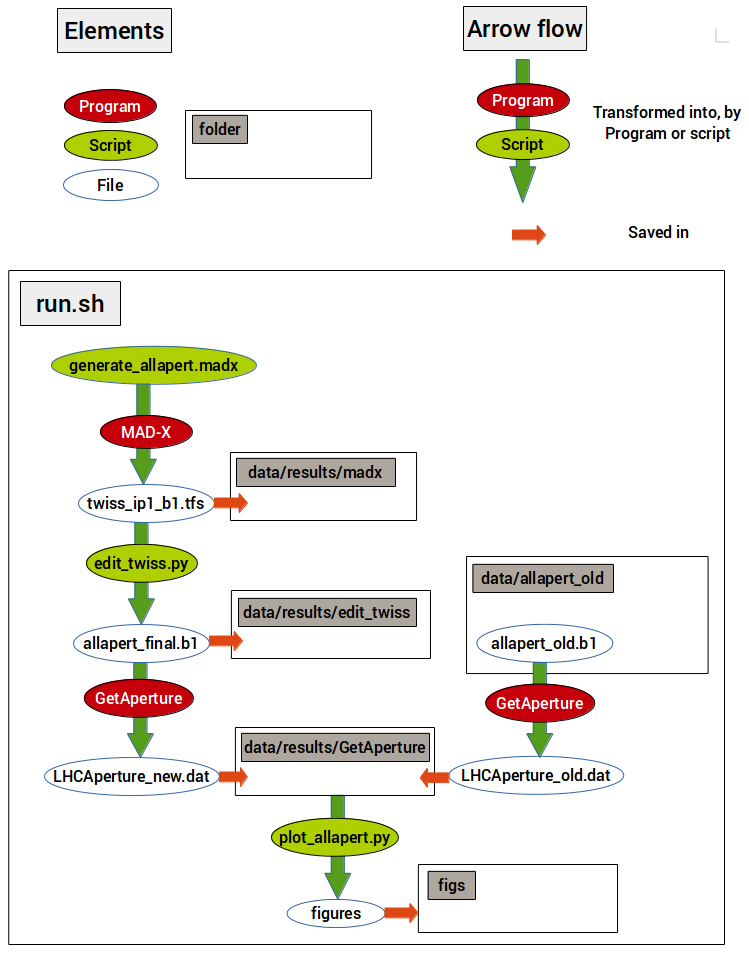 Elements
Arrow flow
Program
Script
File
folder
Program
Script
Transformed into, by
Program or script
Saved in
run.sh
generate_allapert.madx
MAD-X
data/results/madx
twiss_ip1_b1.tfs
edit_twiss.py
data/allapert_old
data/results/edit_twiss
allapert_final.b1
allapert_old.b1
GetAperture
GetAperture
data/results/GetAperture
LHCAperture_new.dat
LHCAperture_old.dat
plot_allapert.py
figs
figures